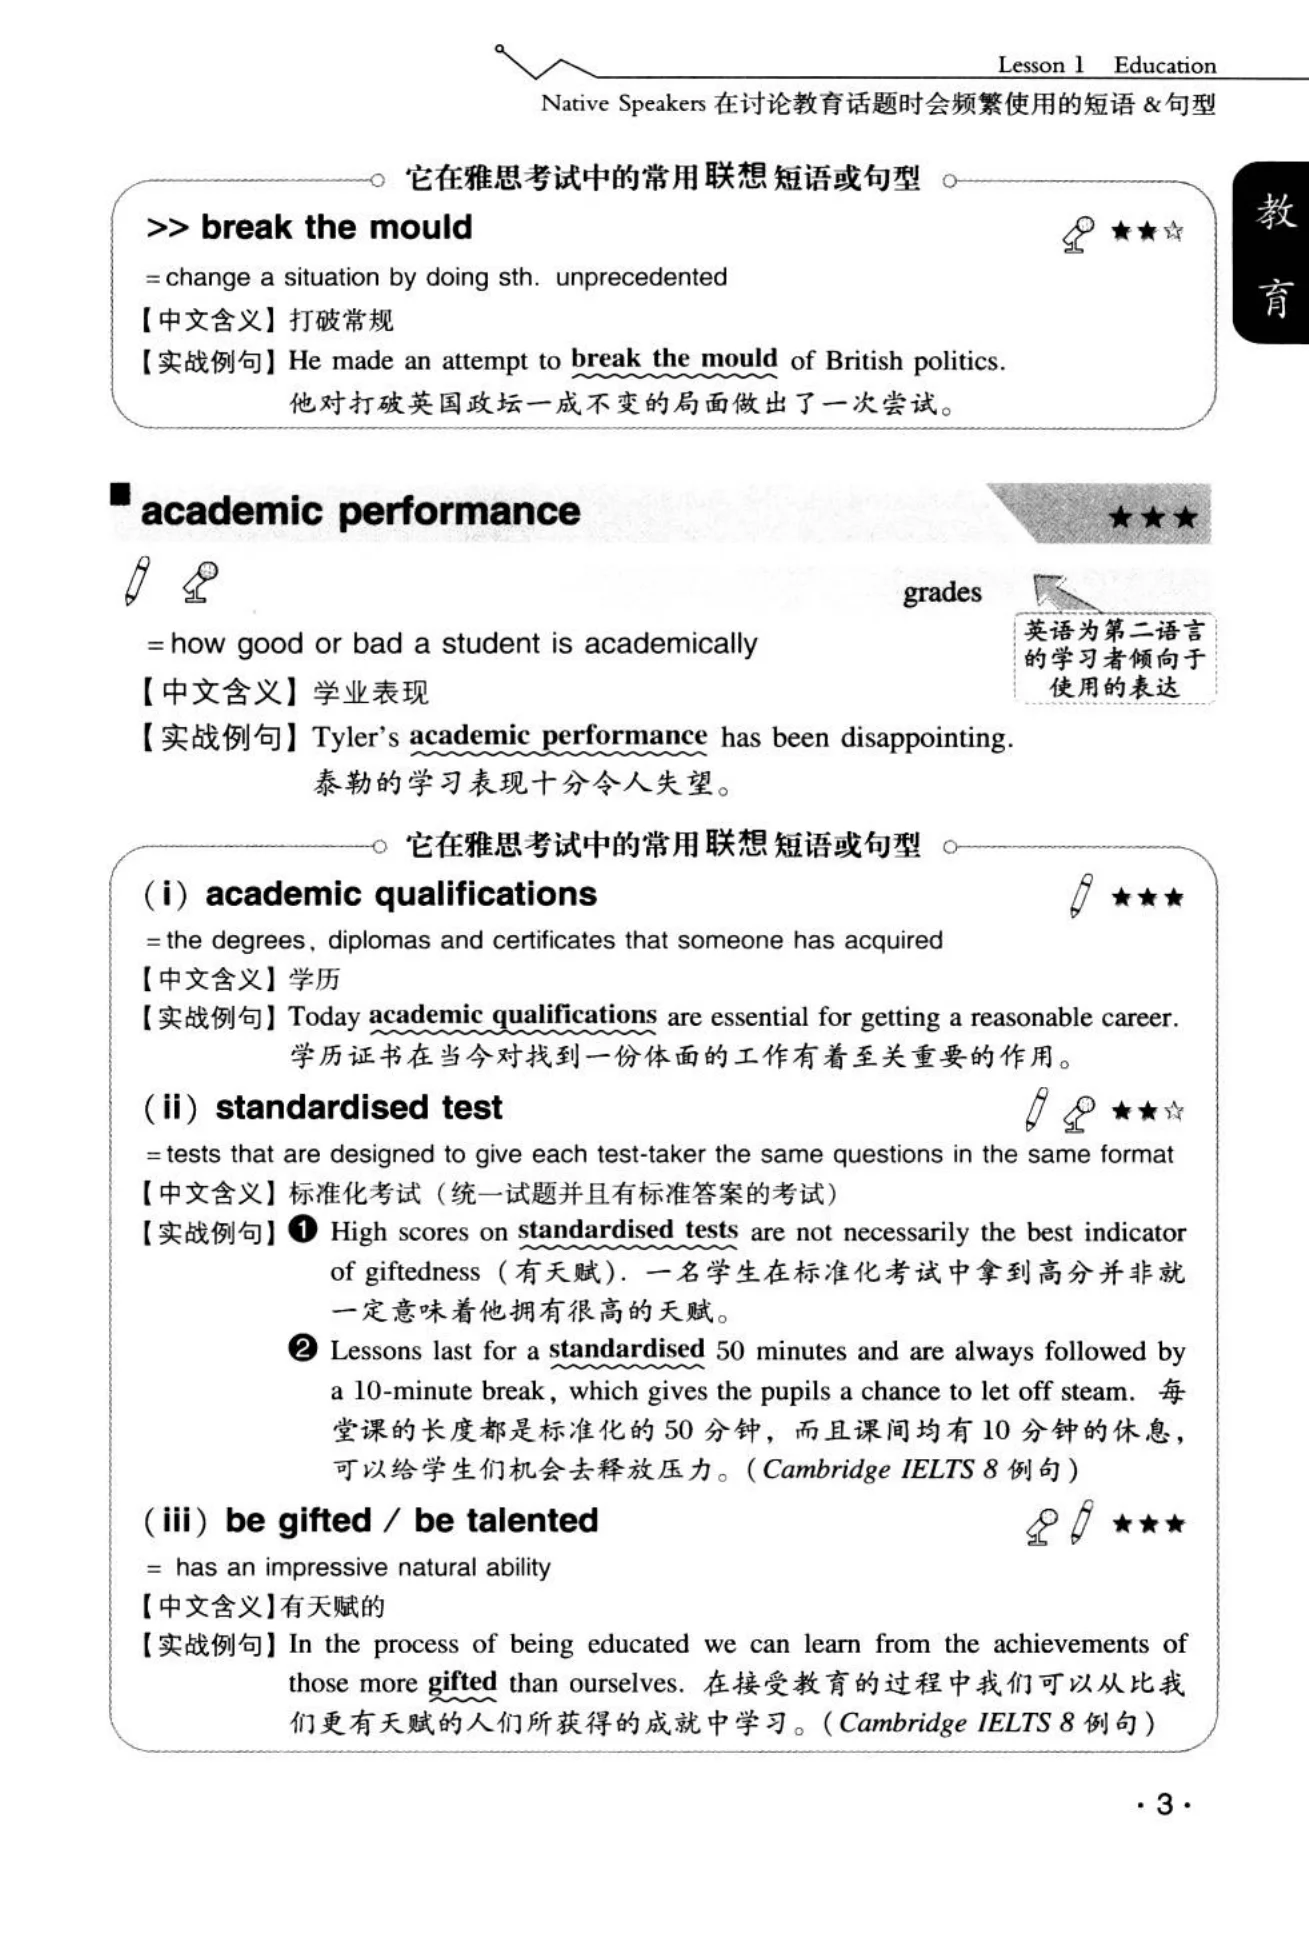 Lesson 1 Education
Native Speakers 在讨论教育话题时会频繁使用的短语 & 句型
教育
它在雅思考试中的常用联想短语或句型
>> break the mould ★★☆
= change a situation by doing sth. unprecedented
【中文含义】打破常规
【实战例句】He made an attempt to break the mould of British politics.
他对打破英国政坛一成不变的局面做出了一次尝试。
■ academic performance ★★★
grades
英语为第二语言
的学习者倾向于
使用的表达
= how good or bad a student is academically
【中文含义】学业表现
【实战例句】Tyler's academic performance has been disappointing.
泰勒的学习表现十分令人失望。
它在雅思考试中的常用联想短语或句型
(i) academic qualifications ★★★
= the degrees, diplomas and certificates that someone has acquired
【中文含义】学历
【实战例句】Today academic qualifications are essential for getting a reasonable career.
学历证书在当今对找到一份体面的工作有着至关重要的作用。
(ii) standardised test ★★☆
= tests that are designed to give each test-taker the same questions in the same format
【中文含义】标准化考试（统一试题并且有标准答案的考试）
【实战例句】❶ High scores on standardised tests are not necessarily the best indicator
of giftedness（有天赋）. 一名学生在标准化考试中拿到高分并非就
一定意味着他拥有很高的天赋。
❷ Lessons last for a standardised 50 minutes and are always followed by
a 10-minute break, which gives the pupils a chance to let off steam. 每
堂课的长度都是标准化的 50 分钟，而且课间均有 10 分钟的休息，
可以给学生们机会去释放压力。（Cambridge IELTS 8 例句）
(iii) be gifted / be talented ★★★
= has an impressive natural ability
【中文含义】有天赋的
【实战例句】In the process of being educated we can learn from the achievements of
those more gifted than ourselves. 在接受教育的过程中我们可以从比我
们更有天赋的人们所获得的成就中学习。（Cambridge IELTS 8 例句）
· 3 ·